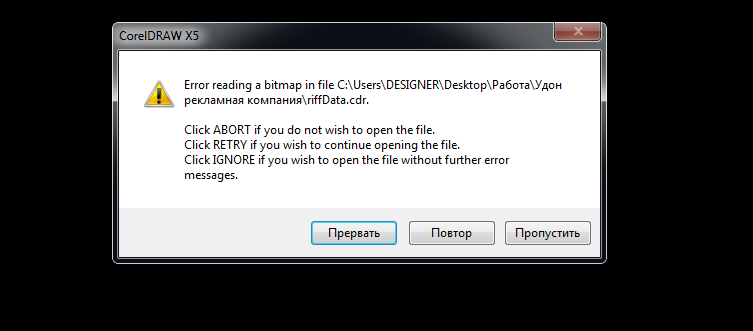 CorelDRAW X5
Error reading a bitmap in file C:\Users\DESIGNER\Desktop\Работа\Удон
рекламная компания\riffData.cdr.
Click ABORT if you do not wish to open the file.
Click RETRY if you wish to continue opening the file.
Click IGNORE if you wish to open the file without further error
messages.
Прервать Повтор Пропустить